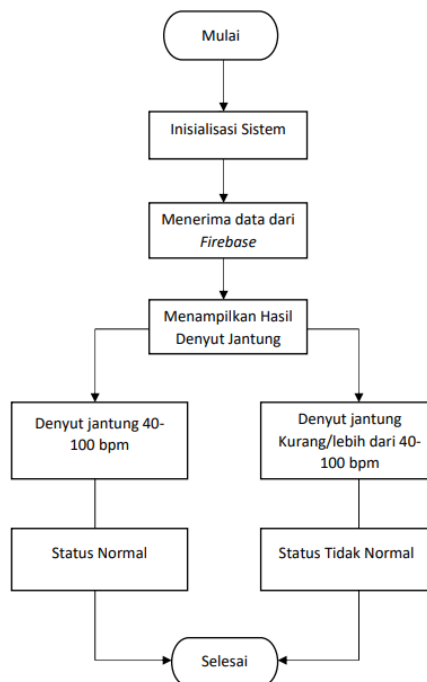 Mulai
Inisialisasi Sistem
Menerima data dari
Firebase
Menampilkan Hasil
Denyut Jantung
Denyut jantung 40-
100 bpm
Denyut jantung
Kurang/lebih dari 40-
100 bpm
Status Normal
Status Tidak Normal
Selesai